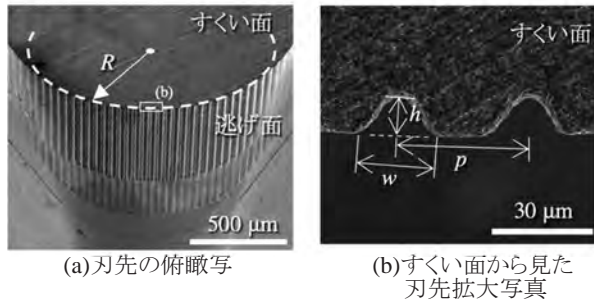 すくい面
R
(b)
逃げ面
500 μm
(a)刃先の俯瞰写
すくい面
h
w
p
30 μm
(b)すくい面から見た
刃先拡大写真